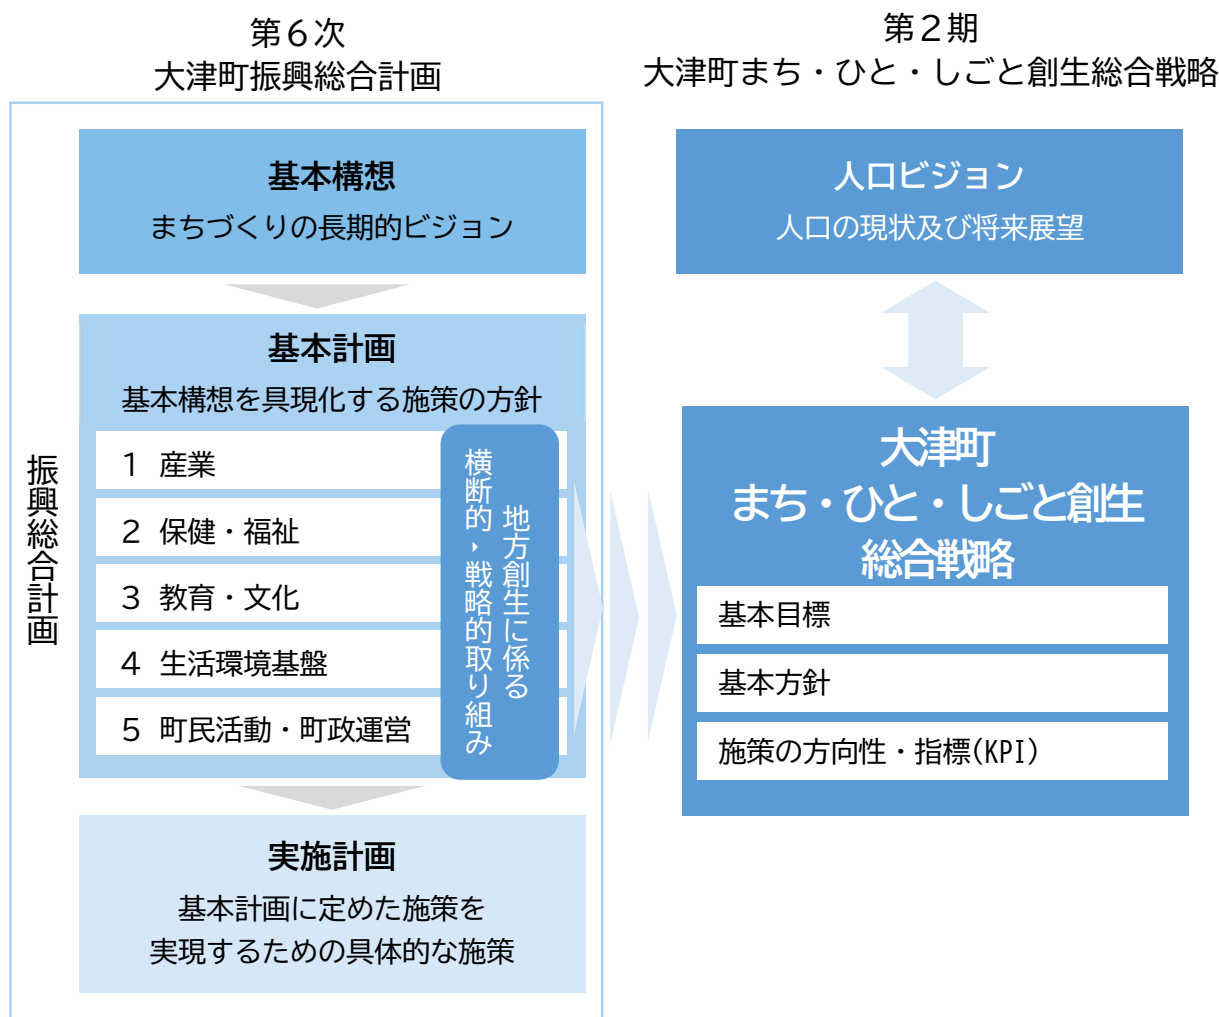 第６次
大津町振興総合計画
振興総合計画
基本構想
まちづくりの長期的ビジョン
基本計画
基本構想を具現化する施策の方針
1 産業
2 保健・福祉
3 教育・文化
4 生活環境基盤
5 町民活動・町政運営
地方創生に係る
横断的、戦略的取り組み
実施計画
基本計画に定めた施策を
実現するための具体的な施策
第２期
大津町まち・ひと・しごと創生総合戦略
人口ビジョン
人口の現状及び将来展望
大津町
まち・ひと・しごと創生
総合戦略
基本目標
基本方針
施策の方向性・指標(KPI)